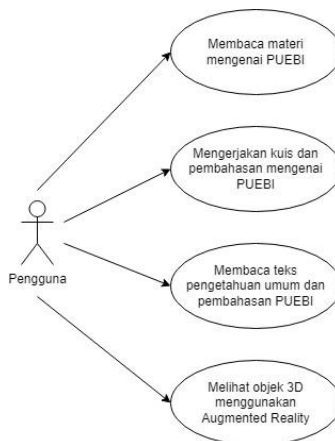 Membaca materi
mengenai PUEBI
Mengerjakan kuis dan
pembahasan mengenai
PUEBI
Pengguna
Membaca teks
pengetahuan umum dan
pembahasan PUEBI
Melihat objek 3D
menggunakan
Augmented Reality